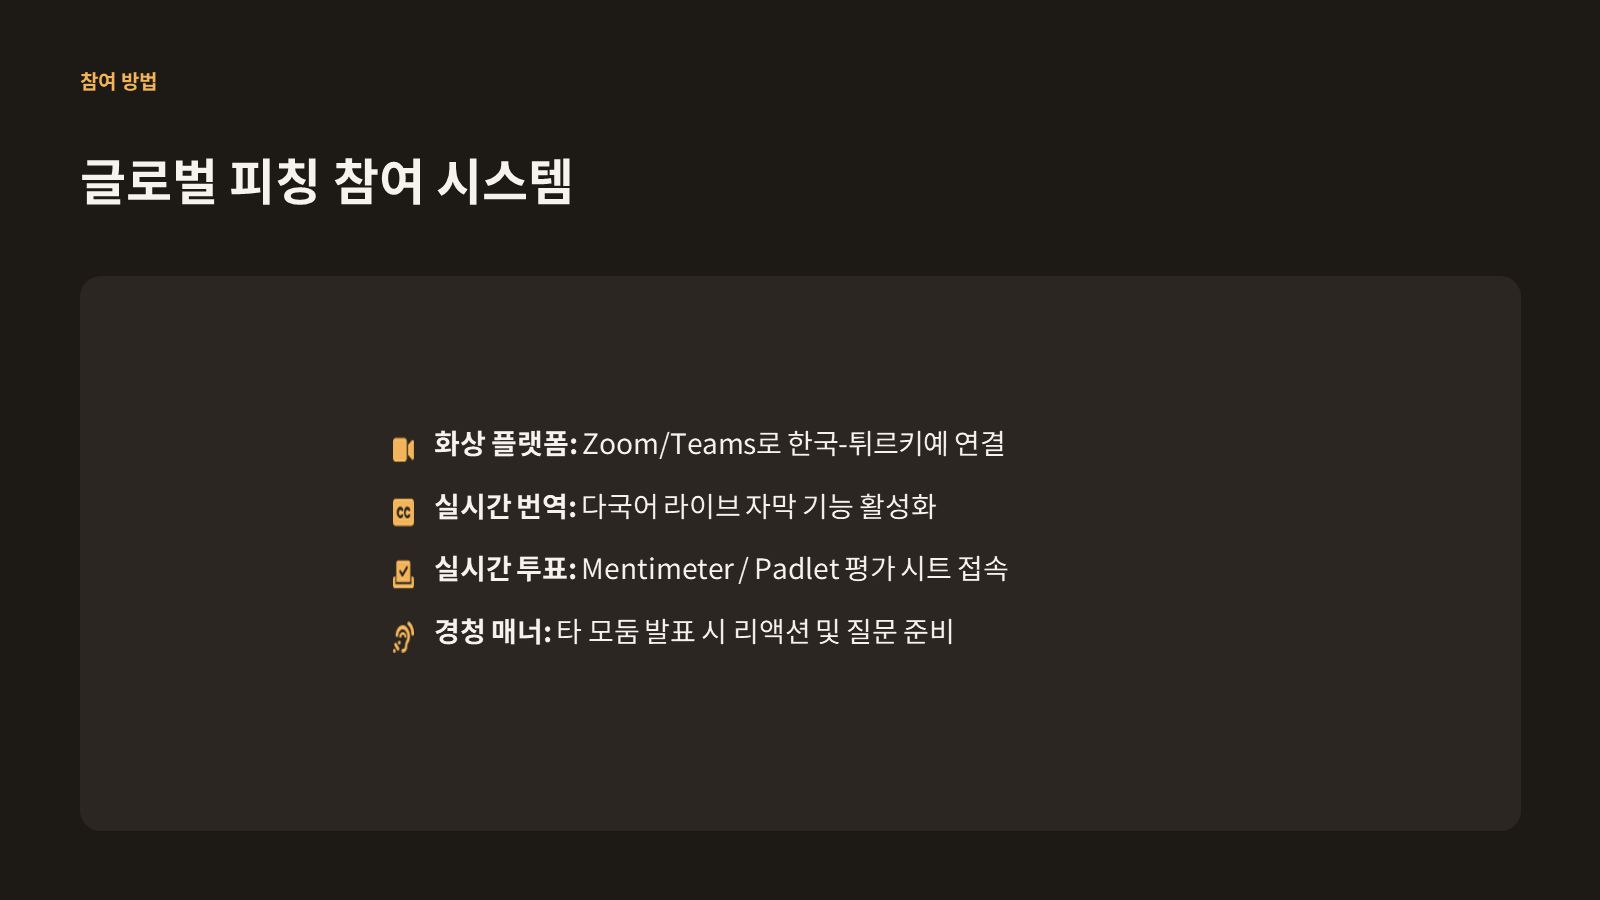 참여 방법
글로벌 피칭 참여 시스템
화상 플랫폼: Zoom/Teams로 한국-튀르키예 연결
CC 실시간 번역: 다국어 라이브 자막 기능 활성화
실시간 투표: Mentimeter / Padlet 평가 시트 접속
경청 매너: 타 모둠 발표 시 리액션 및 질문 준비